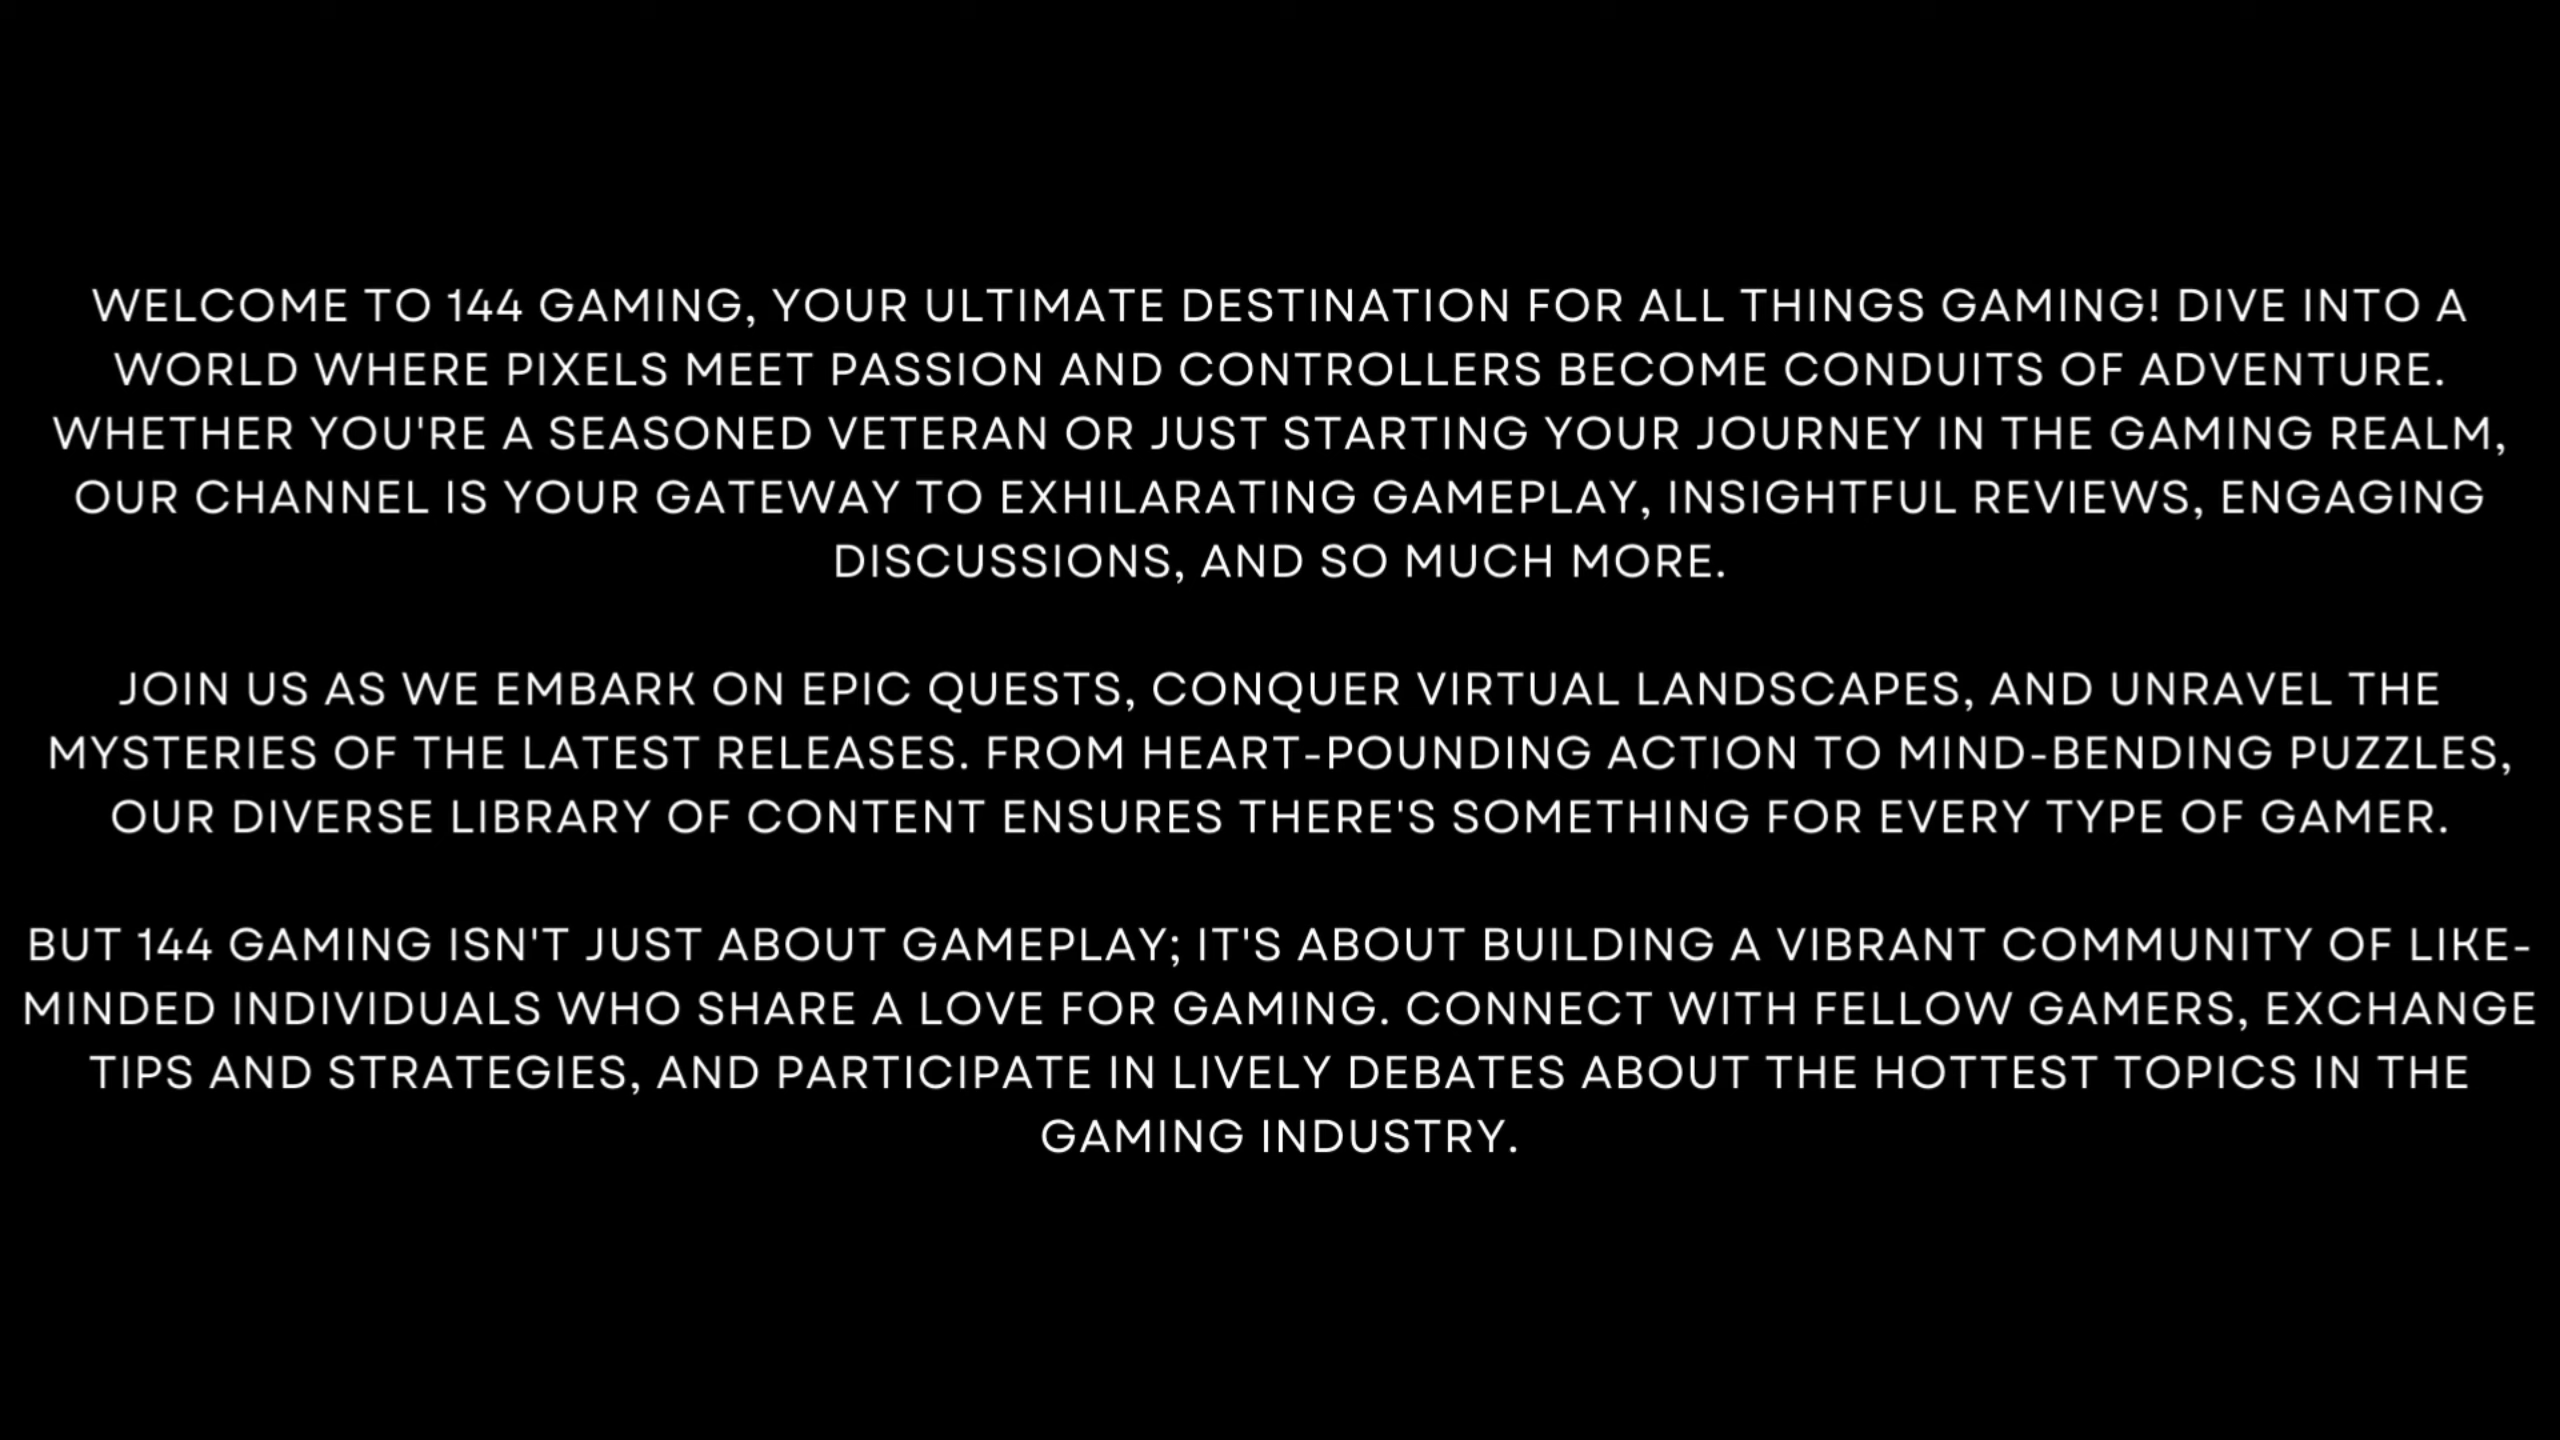 WELCOME TO 144 GAMING, YOUR ULTIMATE DESTINATION FOR ALL THINGS GAMING! DIVE INTO A
WORLD WHERE PIXELS MEET PASSION AND CONTROLLERS BECOME CONDUITS OF ADVENTURE.
WHETHER YOU'RE A SEASONED VETERAN OR JUST STARTING YOUR JOURNEY IN THE GAMING REALM,
OUR CHANNEL IS YOUR GATEWAY TO EXHILARATING GAMEPLAY, INSIGHTFUL REVIEWS, ENGAGING
DISCUSSIONS, AND SO MUCH MORE.
JOIN US AS WE EMBARK ON EPIC QUESTS, CONQUER VIRTUAL LANDSCAPES, AND UNRAVEL THE
MYSTERIES OF THE LATEST RELEASES. FROM HEART-POUNDING ACTION TO MIND-BENDING PUZZLES,
OUR DIVERSE LIBRARY OF CONTENT ENSURES THERE'S SOMETHING FOR EVERY TYPE OF GAMER.
BUT 144 GAMING ISN'T JUST ABOUT GAMEPLAY; IT'S ABOUT BUILDING A VIBRANT COMMUNITY OF LIKE-
MINDED INDIVIDUALS WHO SHARE A LOVE FOR GAMING. CONNECT WITH FELLOW GAMERS, EXCHANGE
TIPS AND STRATEGIES, AND PARTICIPATE IN LIVELY DEBATES ABOUT THE HOTTEST TOPICS IN THE
GAMING INDUSTRY.